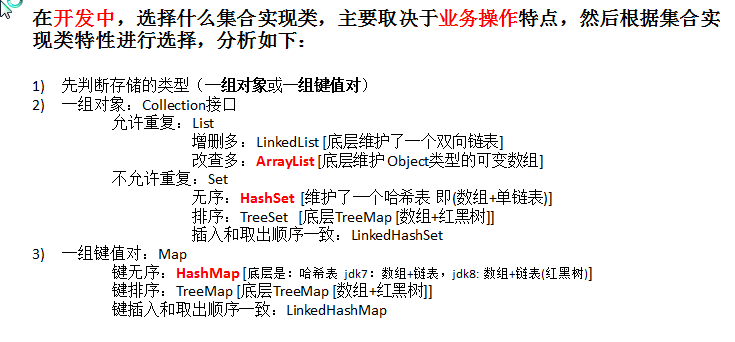 在开发中，选择什么集合实现类，主要取决于业务操作特点，然后根据集合实
现类特性进行选择，分析如下：
1) 先判断存储的类型（一组对象或一组键值对）
2) 一组对象：Collection接口
允许重复：List
增删多：LinkedList [底层维护了一个双向链表]
改查多：ArrayList [底层维护 Object类型的可变数组]
不允许重复：Set
无序：HashSet [维护了一个哈希表 即(数组+单链表)]
排序：TreeSet [底层TreeMap [数组+红黑树]]
插入和取出顺序一致：LinkedHashSet
3) 一组键值对：Map
键无序：HashMap [底层是：哈希表 jdk7：数组+链表，jdk8: 数组+链表(红黑树)]
键排序：TreeMap [底层TreeMap [数组+红黑树]]
键插入和取出顺序一致：LinkedHashMap